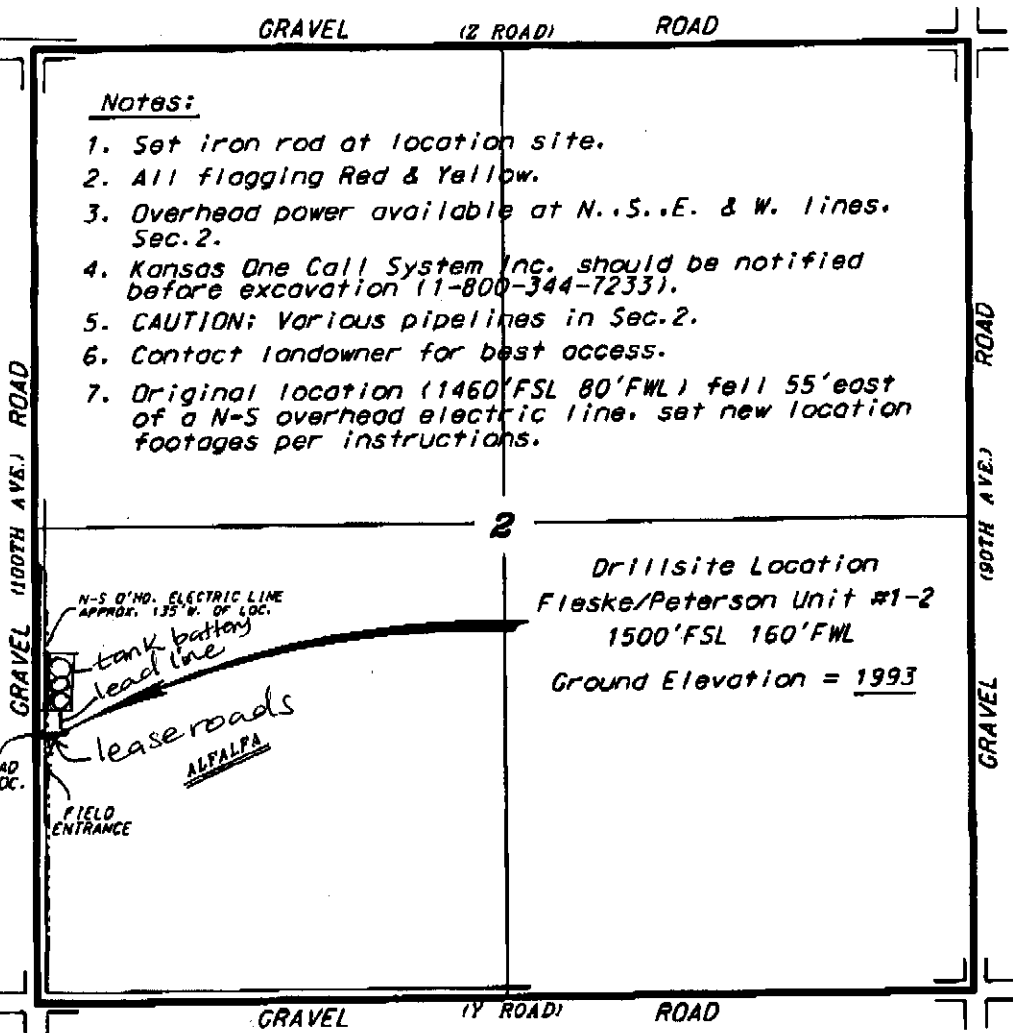 GRAVEL (Z ROAD) ROAD
Notes:
1. Set iron rod at location site.
2. All flagging Red & Yellow.
3. Overhead power available at N.,S.,E. & W. lines,
Sec.2.
4. Kansas One Call System Inc. should be notified
before excavation (1-800-344-7233).
5. CAUTION: Various pipelines in Sec.2.
6. Contact landowner for best access.
7. Original location (1460'FSL 80'FWL) fell 55'east
of a N-S overhead electric line, set new location
footages per instructions.
GRAVEL (100TH AVE.) ROAD
ROAD
(90TH AVE.)
GRAVEL
2
Drillsite Location
Fleske/Peterson Unit #1-2
1500'FSL 160'FWL
Ground Elevation = 1993
N-S O'HD. ELECTRIC LINE
APPROX. 135'W. OF LOC.
tank battery
lead line
lease roads
ALFALFA
AD
OC.
FIELD
ENTRANCE
GRAVEL (Y ROAD) ROAD